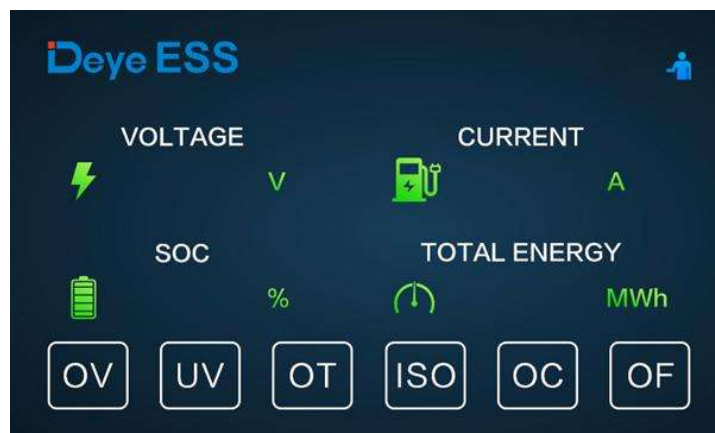 Deye ESS
VOLTAGE CURRENT
V A
SOC TOTAL ENERGY
% MWh
OV UV OT ISO OC OF